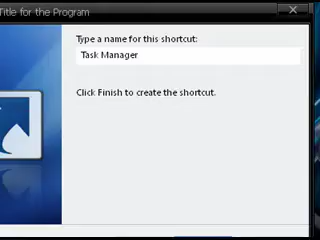 Title for the Program
Type a name for this shortcut:
Task Manager
Click Finish to create the shortcut.